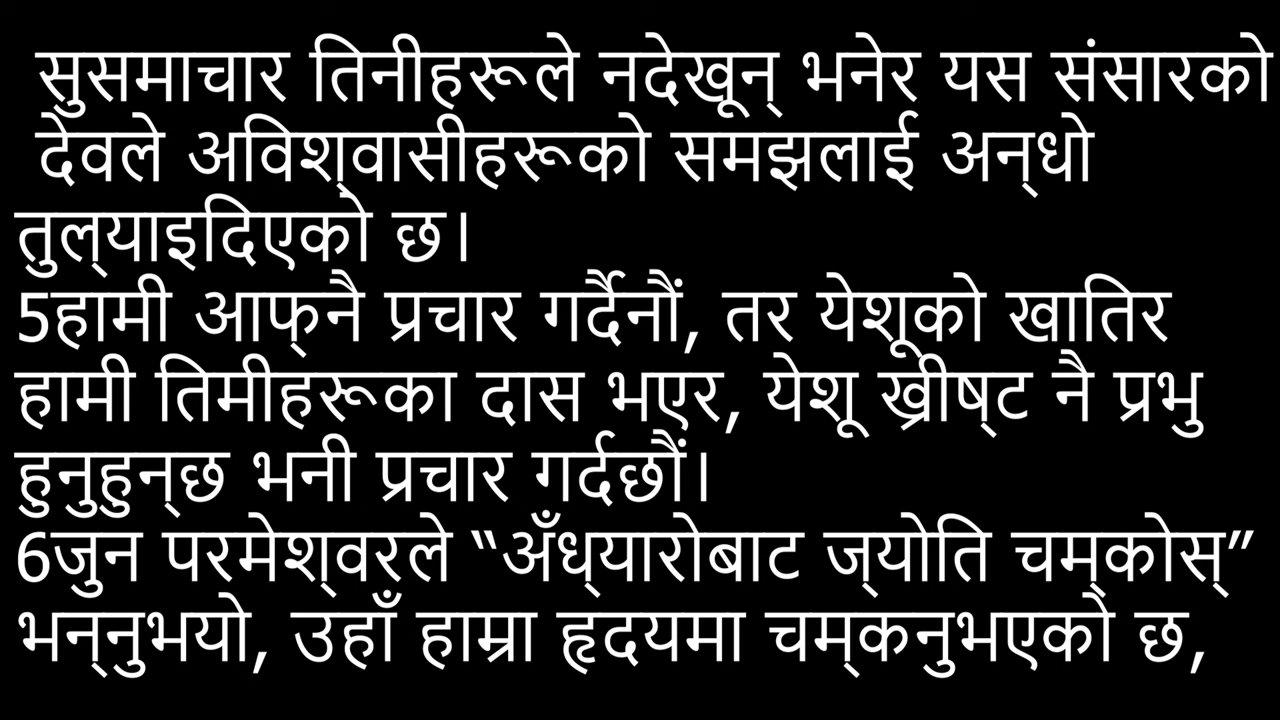 सुसमाचार तिनीहरूले नदेखून् भनेर यस संसारको
देवले अविश्‌वासीहरूको समझलाई अन्‌धो
तुल्‌याइदिएको छ।
5हामी आफ्‌नै प्रचार गर्दैनौं, तर येशूको खातिर
हामी तिमीहरूका दास भएर, येशू ख्रीष्‌ट नै प्रभु
हुनुहुन्‌छ भनी प्रचार गर्दछौं।
6जुन परमेश्‌वरले “अँध्‌यारोबाट ज्‌योति चम्‌कोस्”
भन्‌नुभयो, उहाँ हाम्रा हृदयमा चम्‌कनुभएको छ,